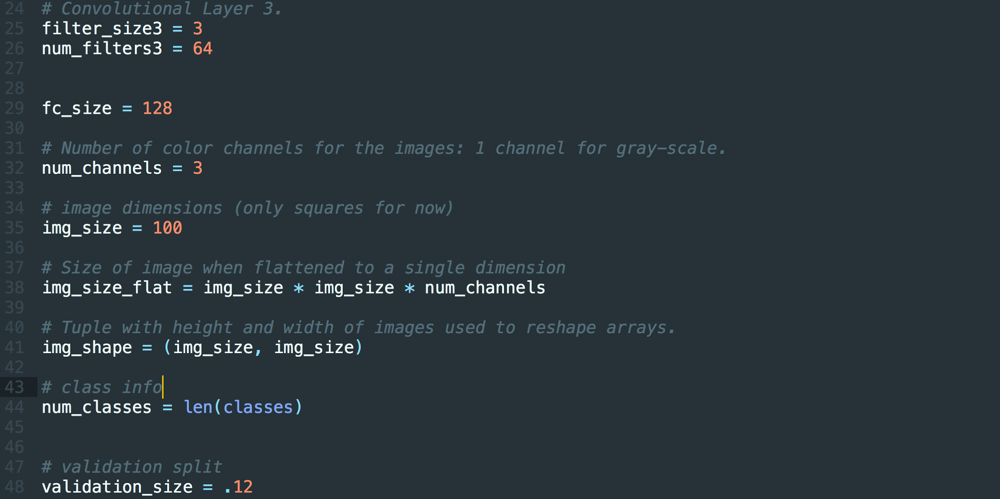 24 # Convolutional Layer 3.
25 filter_size3 = 3
26 num_filters3 = 64
27
28
29 fc_size = 128
30
31 # Number of color channels for the images: 1 channel for gray-scale.
32 num_channels = 3
33
34 # image dimensions (only squares for now)
35 img_size = 100
36
37 # Size of image when flattened to a single dimension
38 img_size_flat = img_size * img_size * num_channels
39
40 # Tuple with height and width of images used to reshape arrays.
41 img_shape = (img_size, img_size)
42
43 # class info
44 num_classes = len(classes)
45
46
47 # validation split
48 validation_size = .12